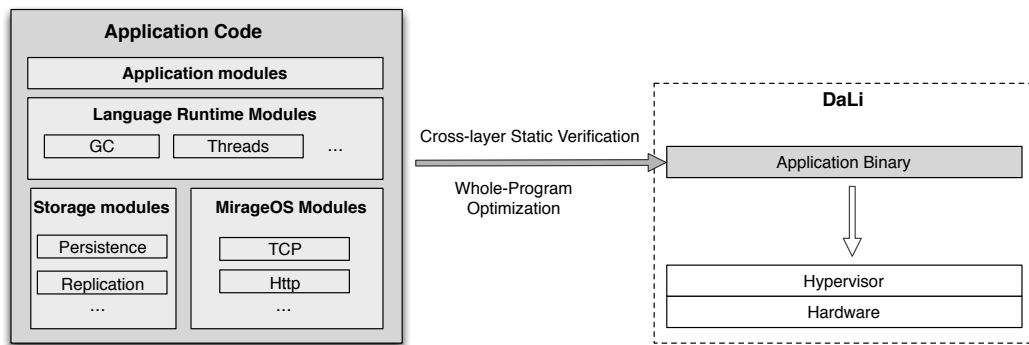 Application Code
Application modules
Language Runtime Modules
GC
Threads
...
Storage modules
Persistence
Replication
...
MirageOS Modules
TCP
Http
...
Cross-layer Static Verification
Whole-Program
Optimization
DaLi
Application Binary
Hypervisor
Hardware